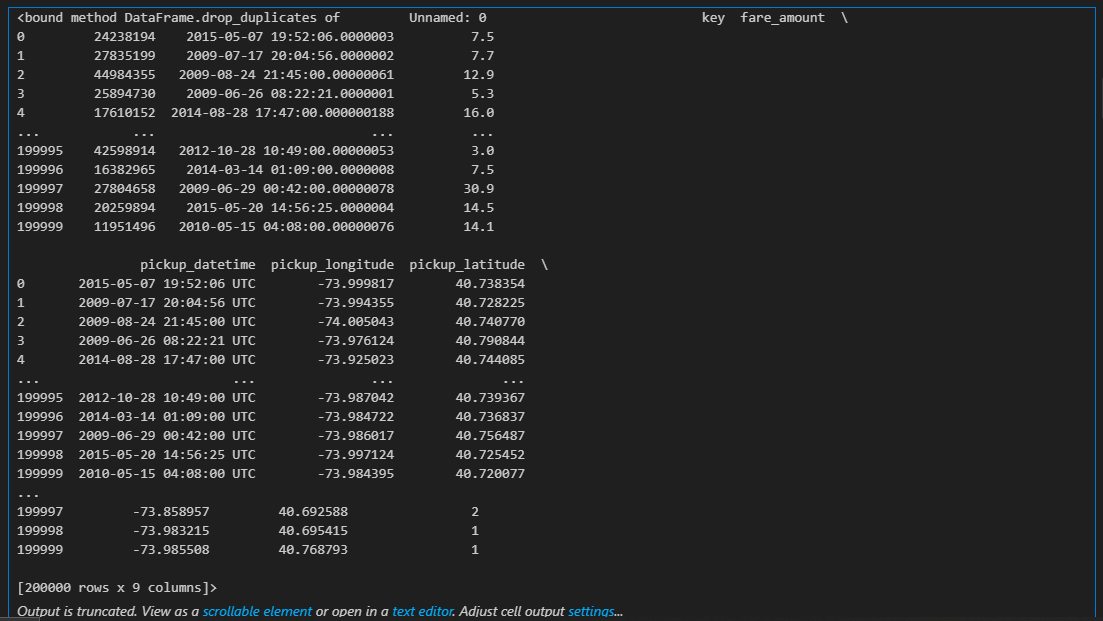 <bound method DataFrame.drop_duplicates of         Unnamed: 0                            key  fare_amount  \
0         24238194    2015-05-07 19:52:06.0000003          7.5
1         27835199    2009-07-17 20:04:56.0000002          7.7
2         44984355   2009-08-24 21:45:00.00000061         12.9
3         25894730    2009-06-26 08:22:21.0000001          5.3
4         17610152  2014-08-28 17:47:00.000000188         16.0
...            ...                            ...          ...
199995    42598914   2012-10-28 10:49:00.00000053          3.0
199996    16382965    2014-03-14 01:09:00.0000008          7.5
199997    27804658   2009-06-29 00:42:00.00000078         30.9
199998    20259894    2015-05-20 14:56:25.0000004         14.5
199999    11951496   2010-05-15 04:08:00.00000076         14.1
                pickup_datetime  pickup_longitude  pickup_latitude  \
0       2015-05-07 19:52:06 UTC        -73.999817        40.738354
1       2009-07-17 20:04:56 UTC        -73.994355        40.728225
2       2009-08-24 21:45:00 UTC        -74.005043        40.740770
3       2009-06-26 08:22:21 UTC        -73.976124        40.790844
4       2014-08-28 17:47:00 UTC        -73.925023        40.744085
...                         ...               ...              ...
199995  2012-10-28 10:49:00 UTC        -73.987042        40.739367
199996  2014-03-14 01:09:00 UTC        -73.984722        40.736837
199997  2009-06-29 00:42:00 UTC        -73.986017        40.756487
199998  2015-05-20 14:56:25 UTC        -73.997124        40.725452
199999  2010-05-15 04:08:00 UTC        -73.984395        40.720077
...
199997         -73.858957         40.692588                2
199998         -73.983215         40.695415                1
199999         -73.985508         40.768793                1
[200000 rows x 9 columns]>
Output is truncated. View as a scrollable element or open in a text editor. Adjust cell output settings...